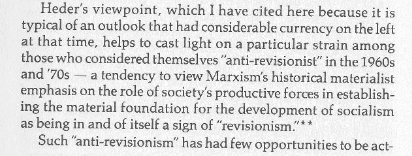 Heder's viewpoint, which I have cited here because it is
typical of an outlook that had considerable currency on the left
at that time, helps to cast light on a particular strain among
those who considered themselves "anti-revisionist" in the 1960s
and '70s — a tendency to view Marxism's historical materialist
emphasis on the role of society's productive forces in establish-
ing the material foundation for the development of socialism
as being in and of itself a sign of "revisionism."**
Such "anti-revisionism" has had few opportunities to be act-